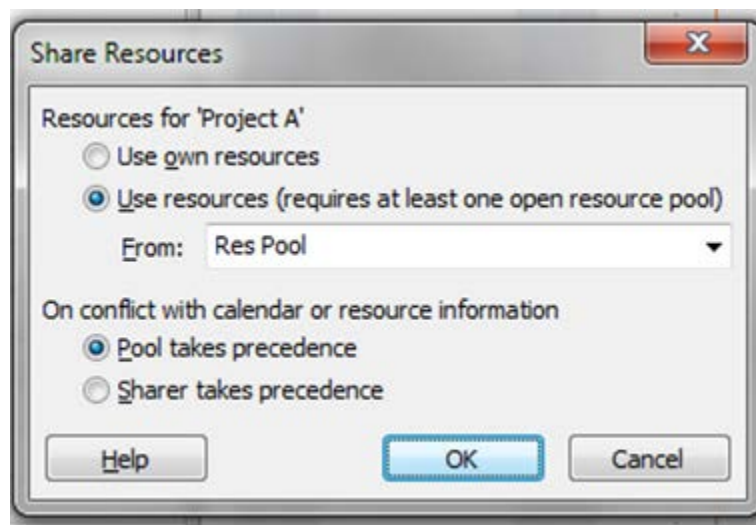 Share Resources
Resources for 'Project A'
Use own resources
Use resources (requires at least one open resource pool)
From: Res Pool
On conflict with calendar or resource information
Pool takes precedence
Sharer takes precedence
Help OK Cancel